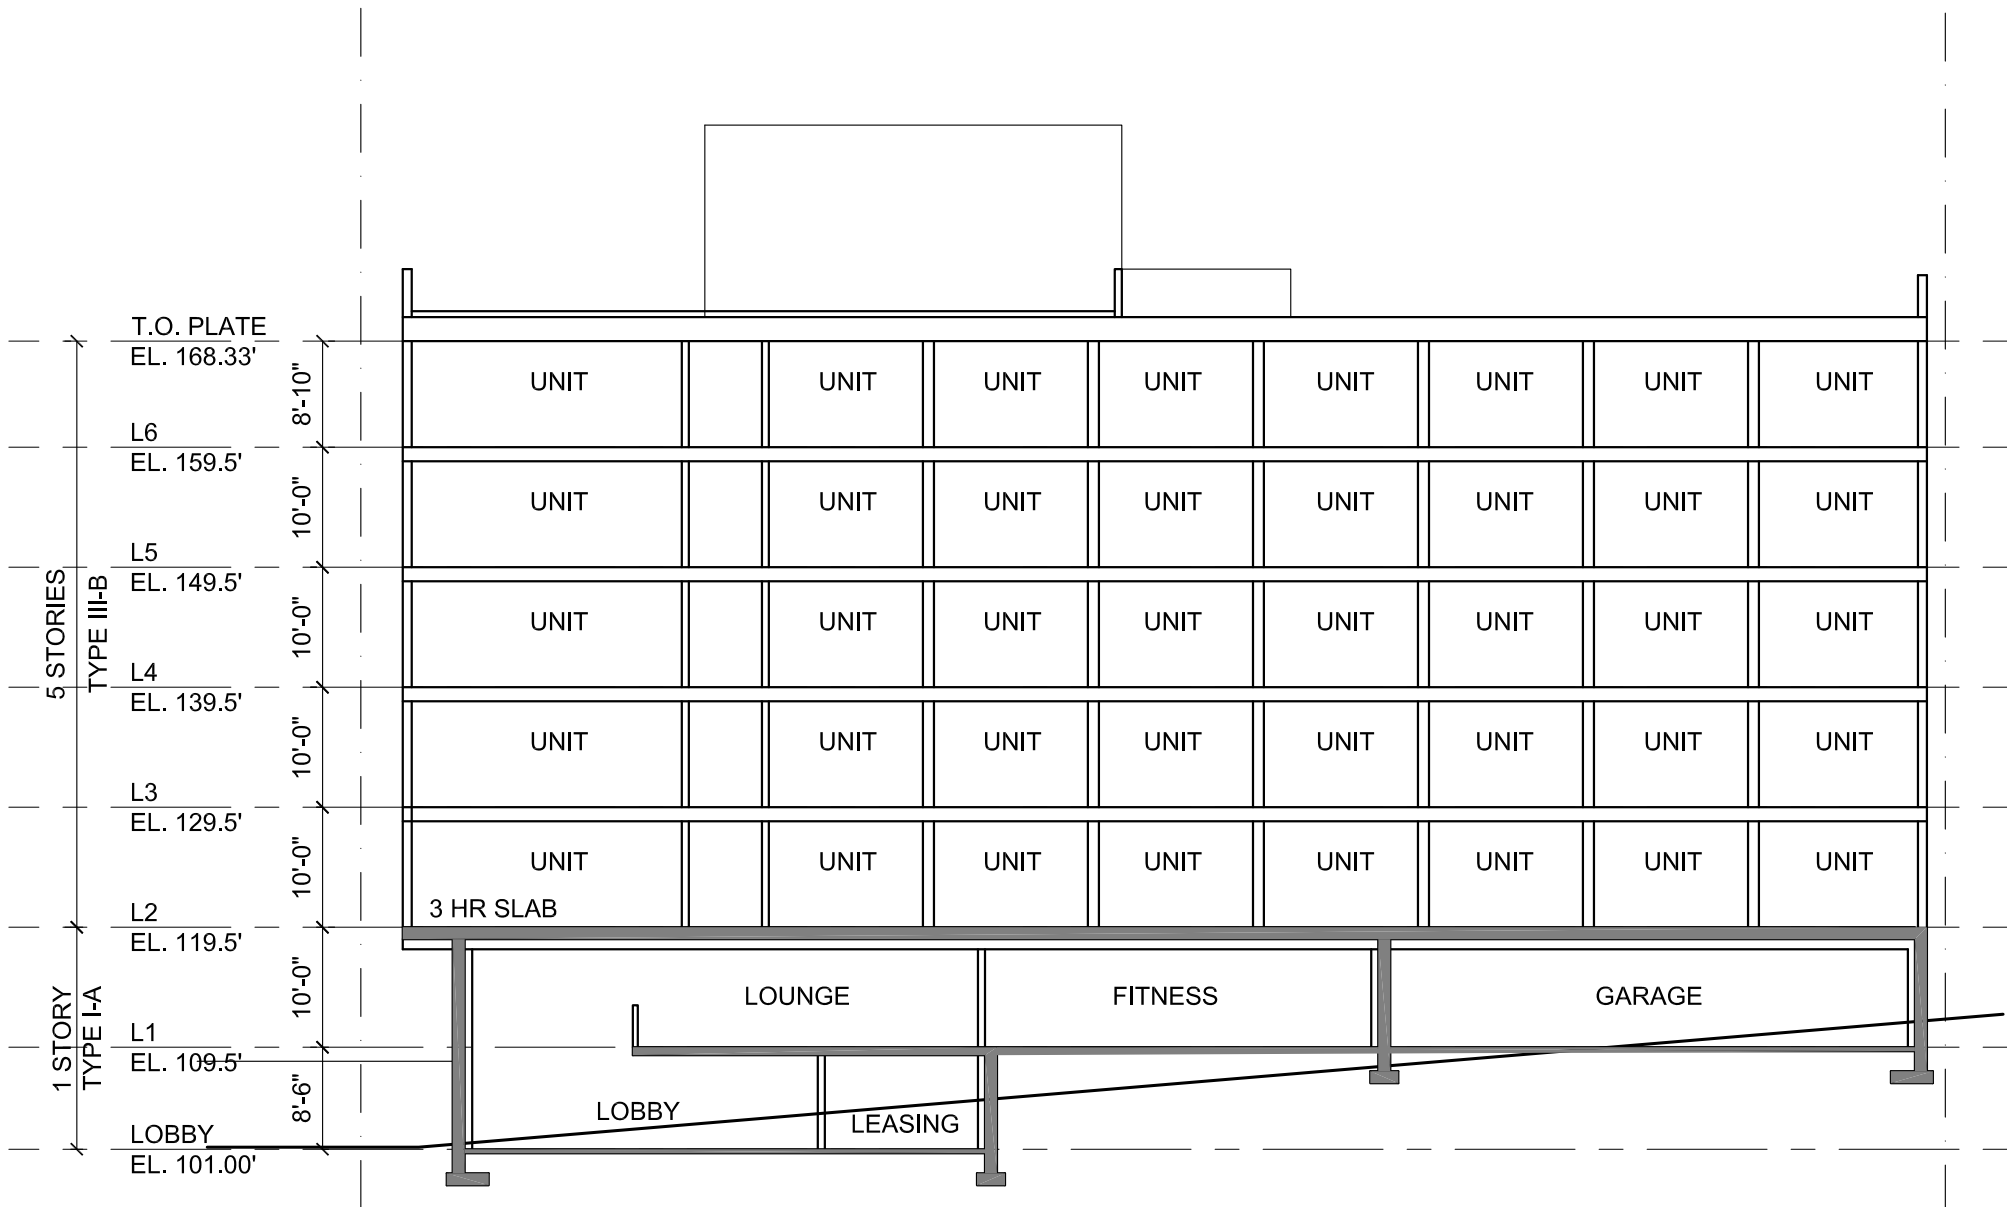 T.O. PLATE
EL. 168.33'
8'-10"
UNIT UNIT UNIT UNIT UNIT UNIT UNIT UNIT
L6
EL. 159.5'
10'-0"
UNIT UNIT UNIT UNIT UNIT UNIT UNIT UNIT
L5
EL. 149.5'
5 STORIES
TYPE III-B
10'-0"
UNIT UNIT UNIT UNIT UNIT UNIT UNIT UNIT
L4
EL. 139.5'
10'-0"
UNIT UNIT UNIT UNIT UNIT UNIT UNIT UNIT
L3
EL. 129.5'
10'-0"
UNIT UNIT UNIT UNIT UNIT UNIT UNIT UNIT
3 HR SLAB
L2
EL. 119.5'
1 STORY
TYPE I-A
10'-0"
LOUNGE FITNESS GARAGE
L1
EL. 109.5'
8'-6"
LOBBY
LEASING
LOBBY
EL. 101.00'